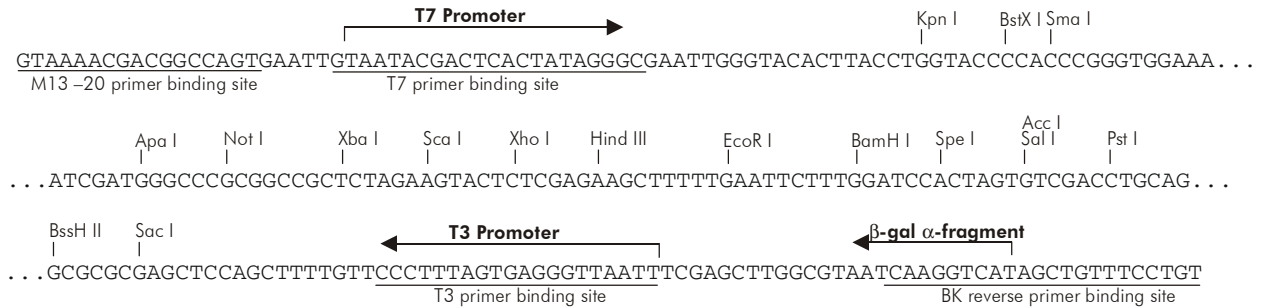 T7 Promoter
Kpn I BstX I Sma I
GTAAAACGACGGCCAGTGAATTGTAATACGACTCACTATAGGGCGAATTGGGTACACTTACCTGGTACCCCACCCGGGTGGAAA...
M13 –20 primer binding site T7 primer binding site
Acc I
Apa I Not I Xba I Sca I Xho I Hind III EcoR I BamH I Spe I Sal I Pst I
...ATCGATGGGCCCGCGGCCGCTCTAGAAGTACTCTCGAGAAGCTTTTTGAATTCTTTGGATCCACTAGTGTCGACCTGCAG...
BssH II Sac I T3 Promoter β-gal α-fragment
...GCGCGCGAGCTCCAGCTTTTGTTCCCTTTAGTGAGGGTTAATTTCGAGCTTGGCGTAATCAAGGTCATAGCTGTTTCCTGT
T3 primer binding site BK reverse primer binding site